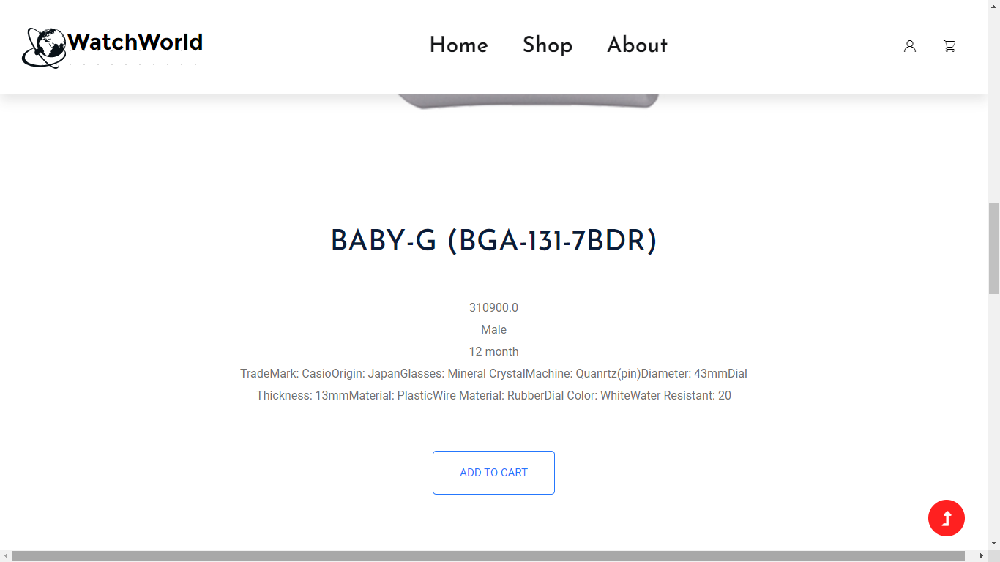 WatchWorld
Home Shop About
BABY-G (BGA-131-7BDR)
310900.0
Male
12 month
TradeMark: CasioOrigin: JapanGlasses: Mineral CrystalMachine: Quanrtz(pin)Diameter: 43mmDial
Thickness: 13mmMaterial: PlasticWire Material: RubberDial Color: WhiteWater Resistant: 20
ADD TO CART